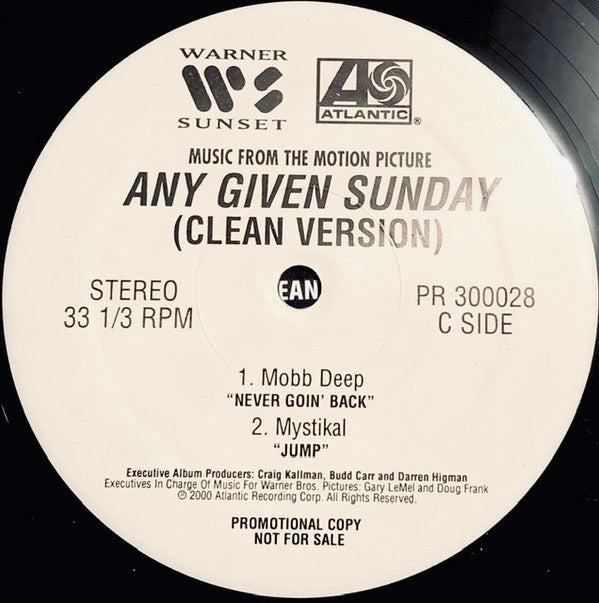 WARNER
WS
SUNSET
A
ATLANTIC®
MUSIC FROM THE MOTION PICTURE
ANY GIVEN SUNDAY
(CLEAN VERSION)
EAN
STEREO
33 1/3 RPM
PR 300028
C SIDE
1. Mobb Deep
“NEVER GOIN’ BACK”
2. Mystikal
“JUMP”
Executive Album Producers: Craig Kallman, Budd Carr and Darren Higman
Executives In Charge Of Music For Warner Bros. Pictures: Gary LeMel and Doug Frank
℗ 2000 Atlantic Recording Corp. All Rights Reserved.
PROMOTIONAL COPY
NOT FOR SALE